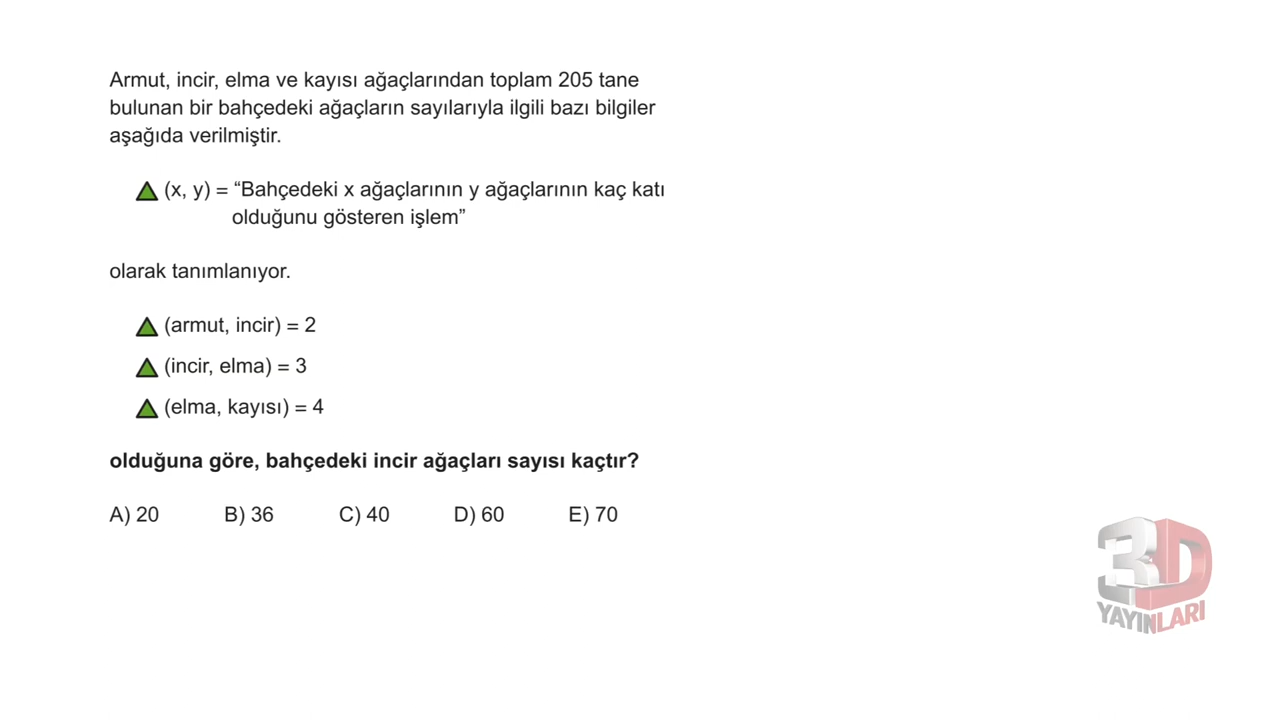 Armut, incir, elma ve kayısı ağaçlarından toplam 205 tane
bulunan bir bahçedeki ağaçların sayılarıyla ilgili bazı bilgiler
aşağıda verilmiştir.
(x, y) = “Bahçedeki x ağaçlarının y ağaçlarının kaç katı
olduğunu gösteren işlem”
olarak tanımlanıyor.
(armut, incir) = 2
(incir, elma) = 3
(elma, kayısı) = 4
olduğuna göre, bahçedeki incir ağaçları sayısı kaçtır?
A) 20 B) 36 C) 40 D) 60 E) 70
3D
YAYINLARI